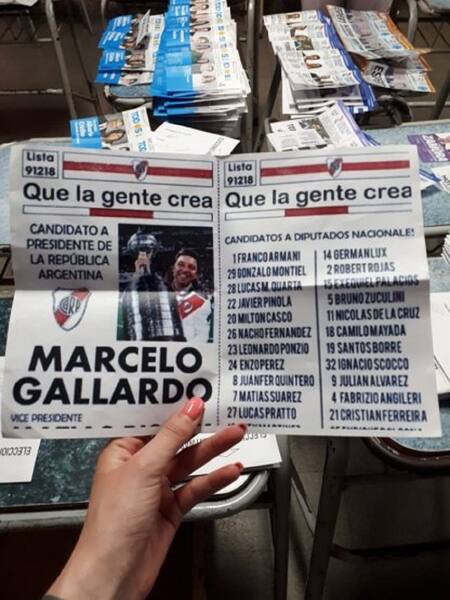 Lista
91218
Que la gente crea
CANDIDATO A
PRESIDENTE DE
LA REPÚBLICA
ARGENTINA
MARCELO
GALLARDO
VICE PRESIDENTE
Lista
91218
Que la gente crea
CANDIDATOS A DIPUTADOS NACIONALES
1 FRANCO ARMANI
29 GONZALO MONTIEL
28 LUCAS M. QUARTA
22 JAVIER PINOLA
20 MILTON CASCO
26 NACHO FERNANDEZ
23 LEONARDO PONZIO
24 ENZO PEREZ
8 JUANFER QUINTERO
7 MATIAS SUAREZ
27 LUCAS PRATTO
14 GERMAN LUX
2 ROBERT ROJAS
15 EXEQUIEL PALACIOS
5 BRUNO ZUCULINI
11 NICOLAS DE LA CRUZ
18 CAMILO MAYADA
19 SANTOS BORRE
32 IGNACIO SCOCCO
9 JULIAN ALVAREZ
4 FABRIZIO ANGILERI
21 CRISTIAN FERREIRA